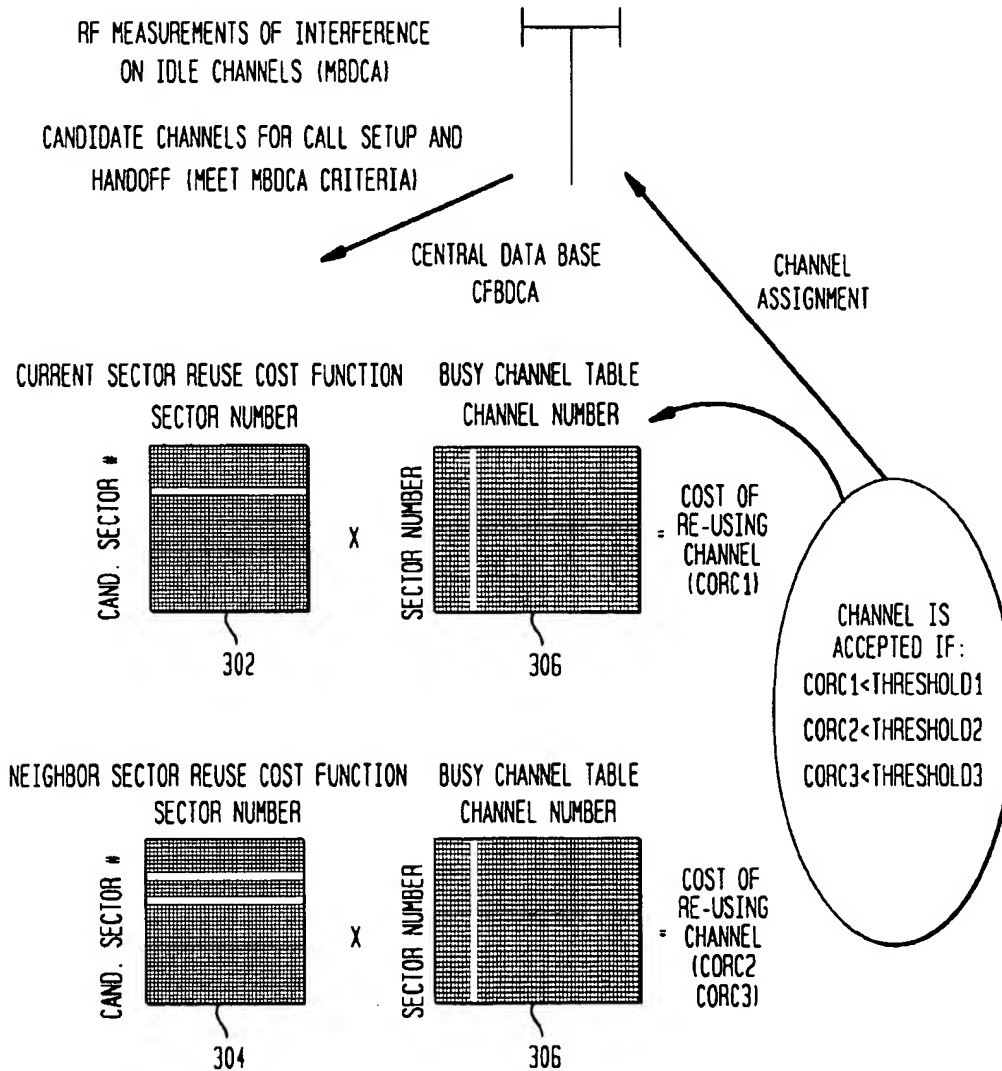 RF MEASUREMENTS OF INTERFERENCE
ON IDLE CHANNELS (MBDCA)
CANDIDATE CHANNELS FOR CALL SETUP AND
HANDOFF (MEET MBDCA CRITERIA)
CENTRAL DATA BASE
CFBDCA
CHANNEL
ASSIGNMENT
CURRENT SECTOR REUSE COST FUNCTION
SECTOR NUMBER
CAND. SECTOR #
302
X
BUSY CHANNEL TABLE
CHANNEL NUMBER
SECTOR NUMBER
306
= COST OF
RE-USING
CHANNEL
(CORC1)
CHANNEL IS
ACCEPTED IF:
CORC1<THRESHOLD1
CORC2<THRESHOLD2
CORC3<THRESHOLD3
NEIGHBOR SECTOR REUSE COST FUNCTION
SECTOR NUMBER
CAND. SECTOR #
304
X
BUSY CHANNEL TABLE
CHANNEL NUMBER
SECTOR NUMBER
306
= COST OF
RE-USING
CHANNEL
(CORC2
CORC3)